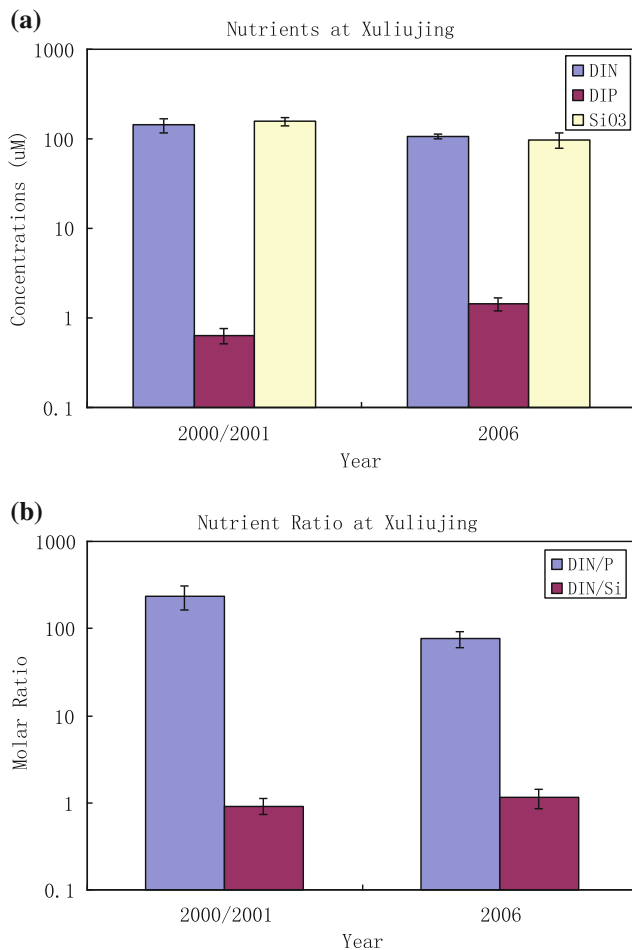 (a)
Nutrients at Xuliujing
1000
100
10
1
0.1
Concentrations (uM)
DIN
DIP
SiO3
2000/2001
2006
Year
(b)
Nutrient Ratio at Xuliujing
1000
100
10
1
0.1
Molar Ratio
DIN/P
DIN/Si
2000/2001
2006
Year